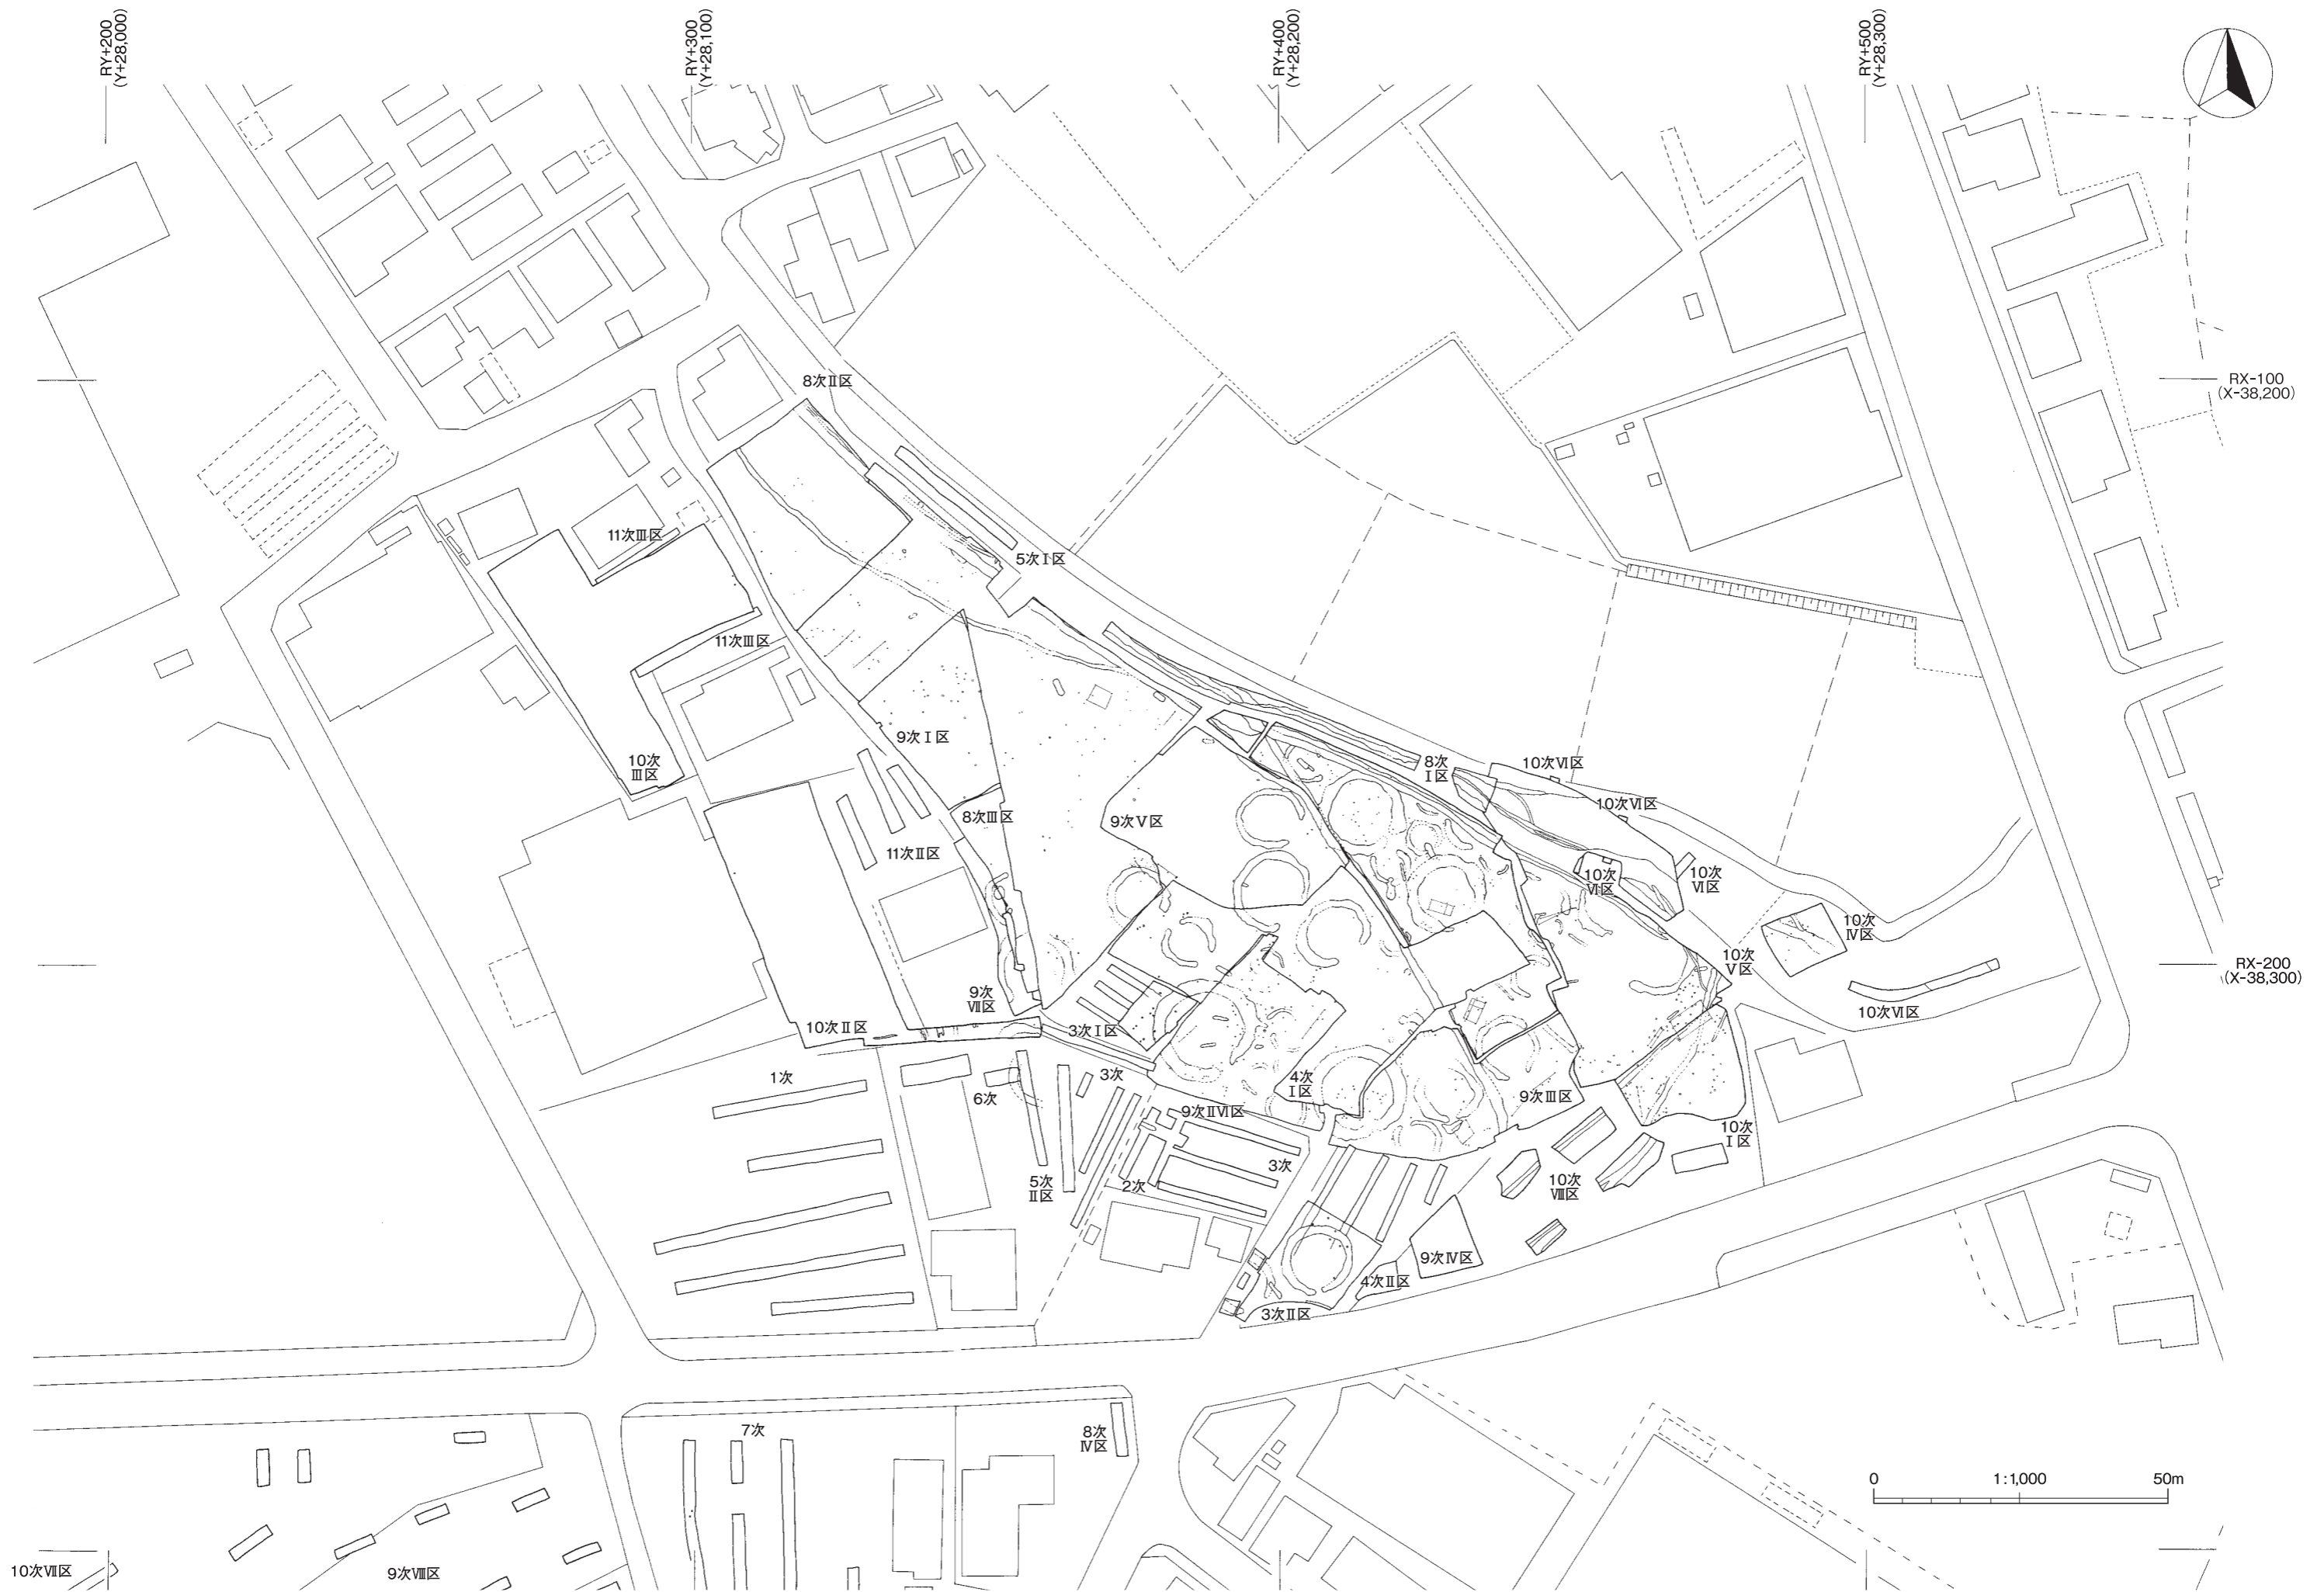 RY+200
(Y+28,000)
RY+300
(Y+28,100)
RY+400
(Y+28,200)
RY+500
(Y+28,300)
RX-100
(X-38,200)
8次Ⅱ区
11次Ⅲ区
5次Ⅰ区
11次Ⅲ区
9次Ⅰ区
10次
Ⅲ区
8次
Ⅰ区
10次Ⅵ区
10次Ⅵ区
8次Ⅲ区
9次Ⅴ区
11次Ⅱ区
10次
Ⅵ区
10次
Ⅵ区
10次
Ⅳ区
10次
Ⅴ区
RX-200
(X-38,300)
9次
Ⅶ区
10次Ⅱ区
3次Ⅰ区
10次Ⅵ区
1次
6次
3次
4次
Ⅰ区
9次Ⅲ区
9次ⅡⅥ区
10次
Ⅰ区
3次
5次
Ⅱ区
2次
10次
Ⅷ区
9次Ⅳ区
4次Ⅱ区
3次Ⅱ区
7次
8次
Ⅳ区
0
1:1,000
50m
10次Ⅶ区
9次Ⅷ区